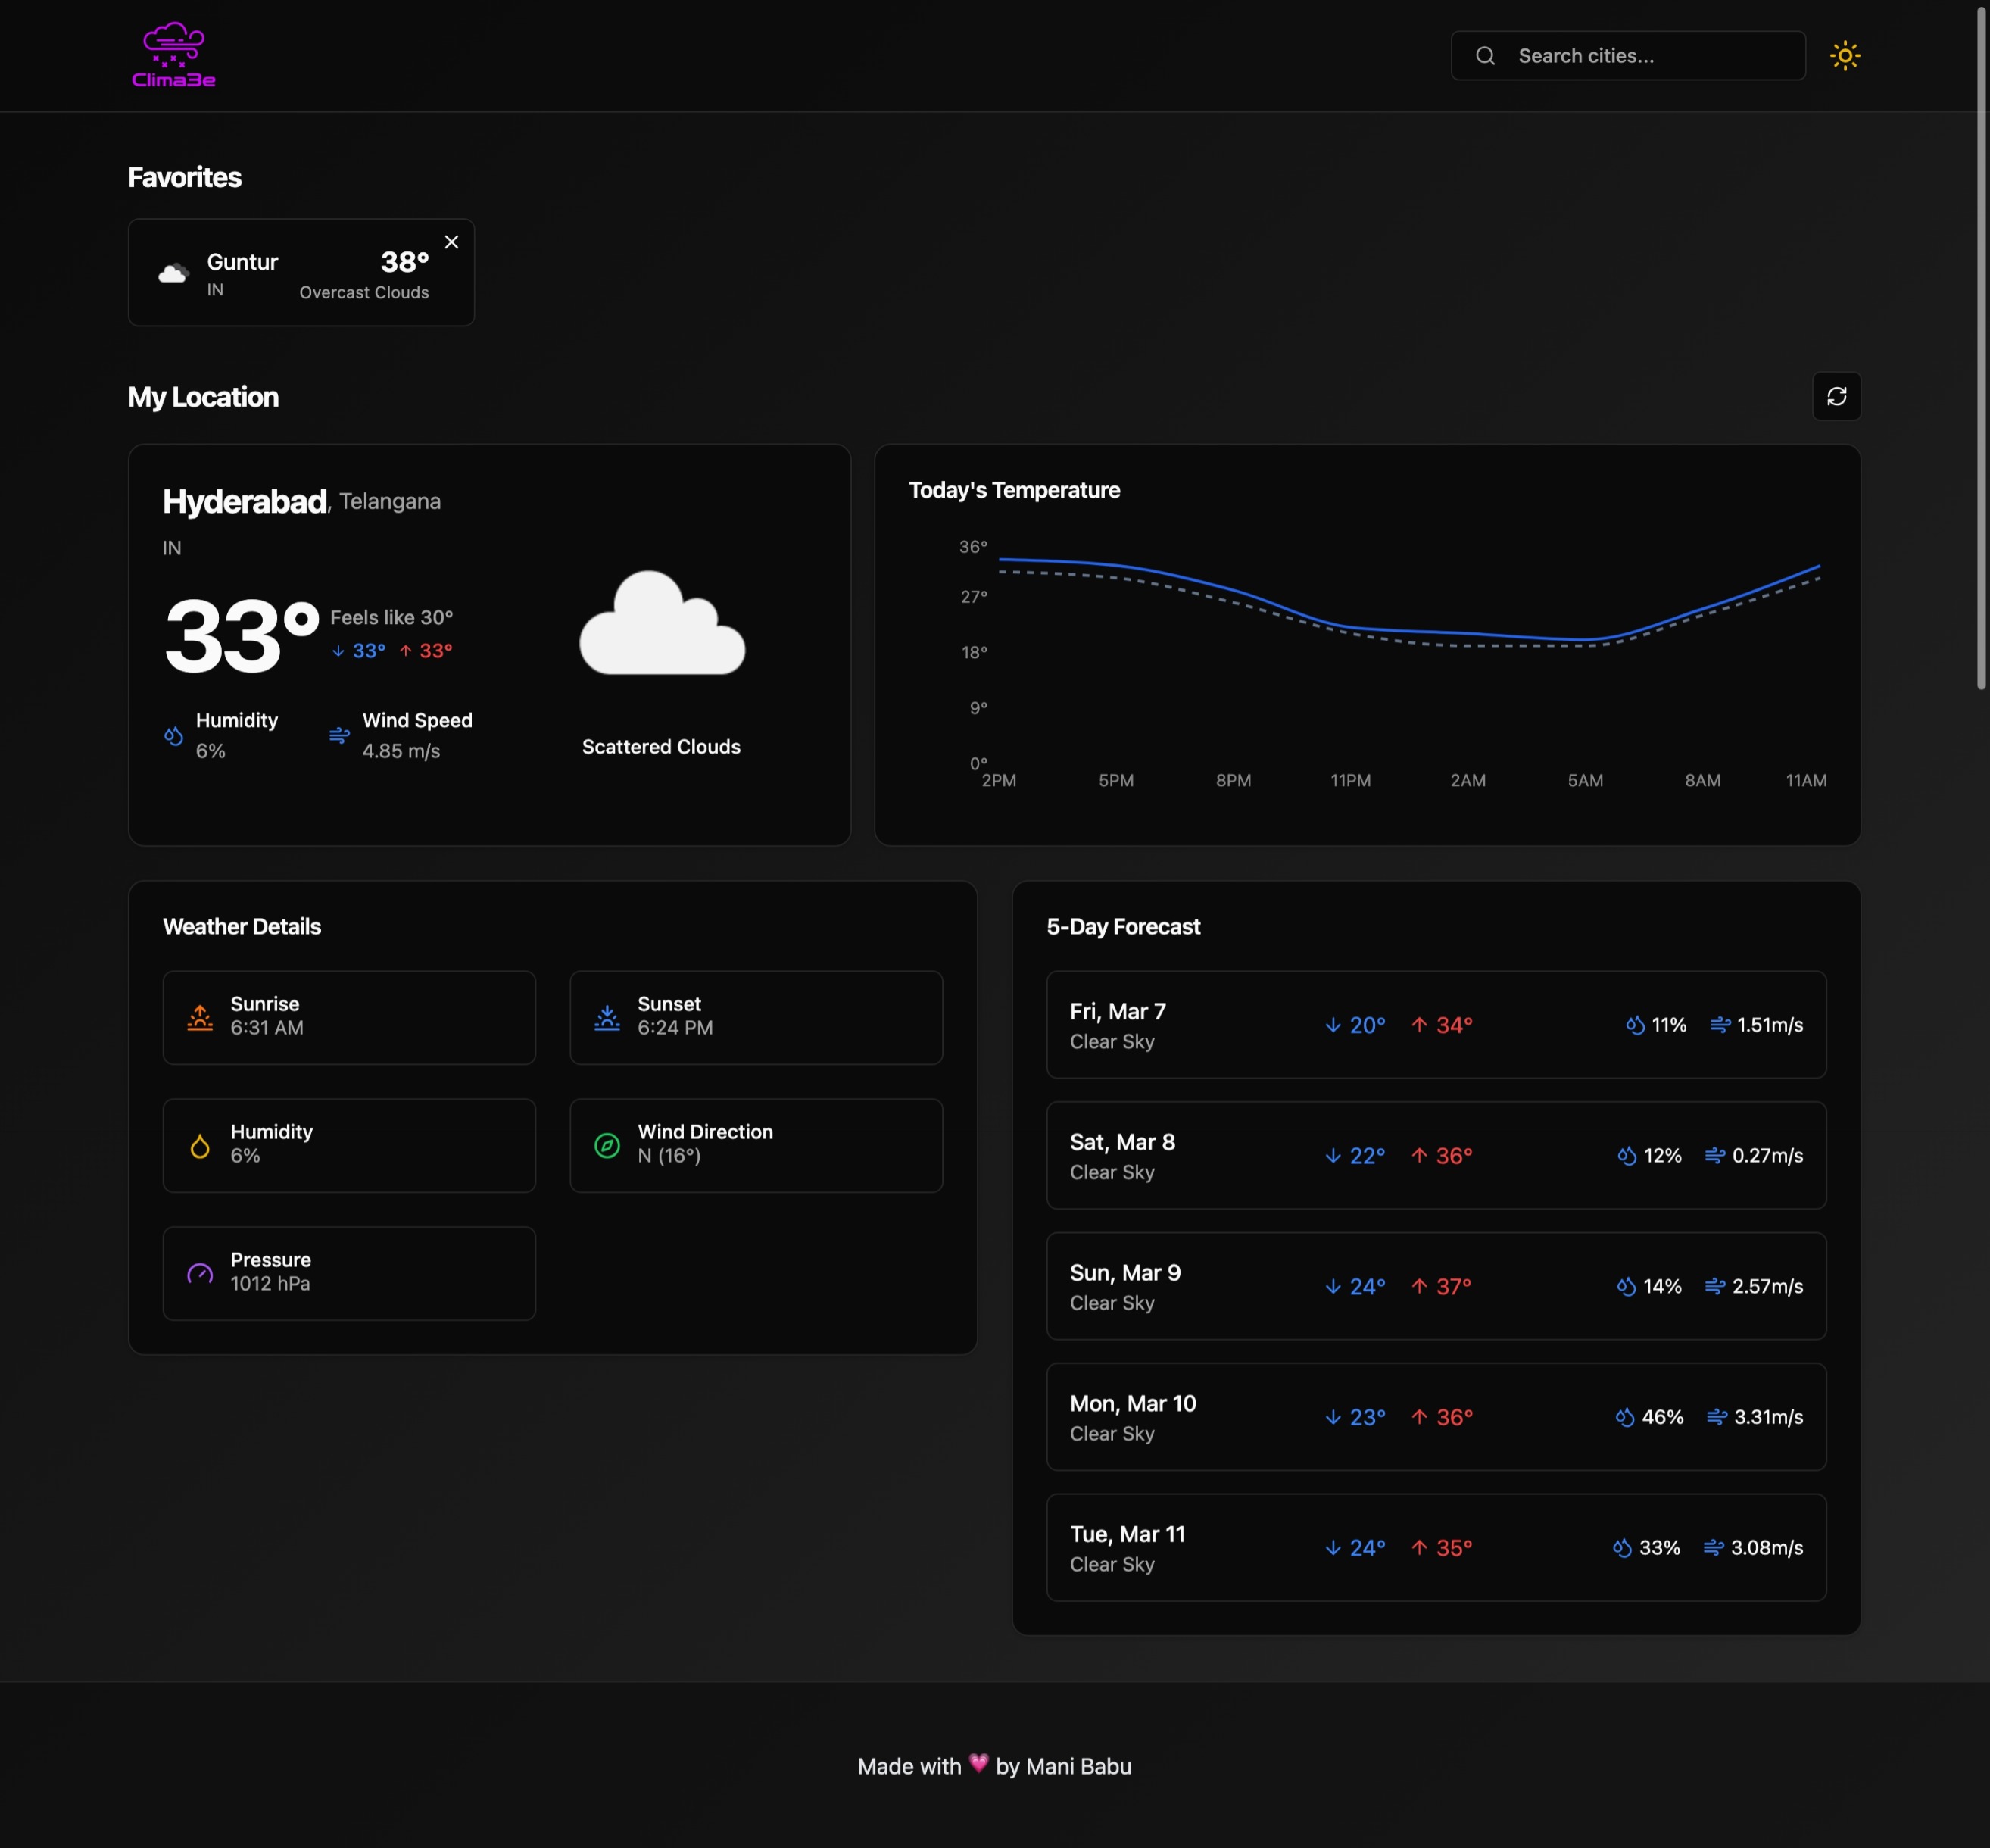 Clima3e
Search cities...
Favorites
Guntur
IN
38°
Overcast Clouds
My Location
Hyderabad, Telangana
IN
33°
Feels like 30°
↓ 33° ↑ 33°
Humidity
6%
Wind Speed
4.85 m/s
Scattered Clouds
Today's Temperature
36°
27°
18°
9°
0°
2PM 5PM 8PM 11PM 2AM 5AM 8AM 11AM
Weather Details
Sunrise
6:31 AM
Sunset
6:24 PM
Humidity
6%
Wind Direction
N (16°)
Pressure
1012 hPa
5-Day Forecast
Fri, Mar 7
Clear Sky
↓ 20° ↑ 34° 11% 1.51m/s
Sat, Mar 8
Clear Sky
↓ 22° ↑ 36° 12% 0.27m/s
Sun, Mar 9
Clear Sky
↓ 24° ↑ 37° 14% 2.57m/s
Mon, Mar 10
Clear Sky
↓ 23° ↑ 36° 46% 3.31m/s
Tue, Mar 11
Clear Sky
↓ 24° ↑ 35° 33% 3.08m/s
Made with 💗 by Mani Babu